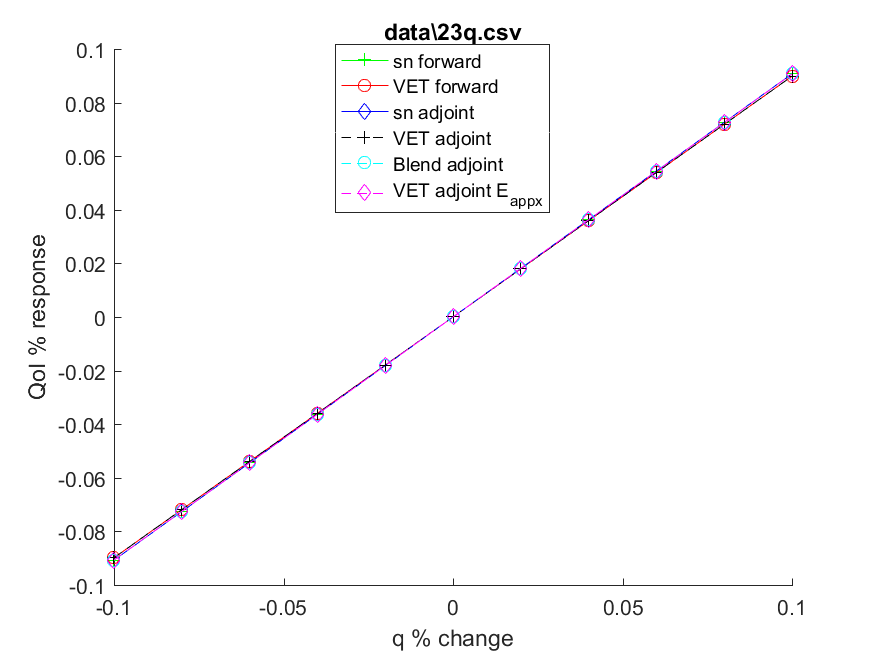 data\23q.csv
sn forward
VET forward
sn adjoint
VET adjoint
Blend adjoint
VET adjoint E appx
0.1
0.08
0.06
0.04
0.02
0
-0.02
-0.04
-0.06
-0.08
-0.1
QoI % response
-0.1 -0.05 0 0.05 0.1
q % change